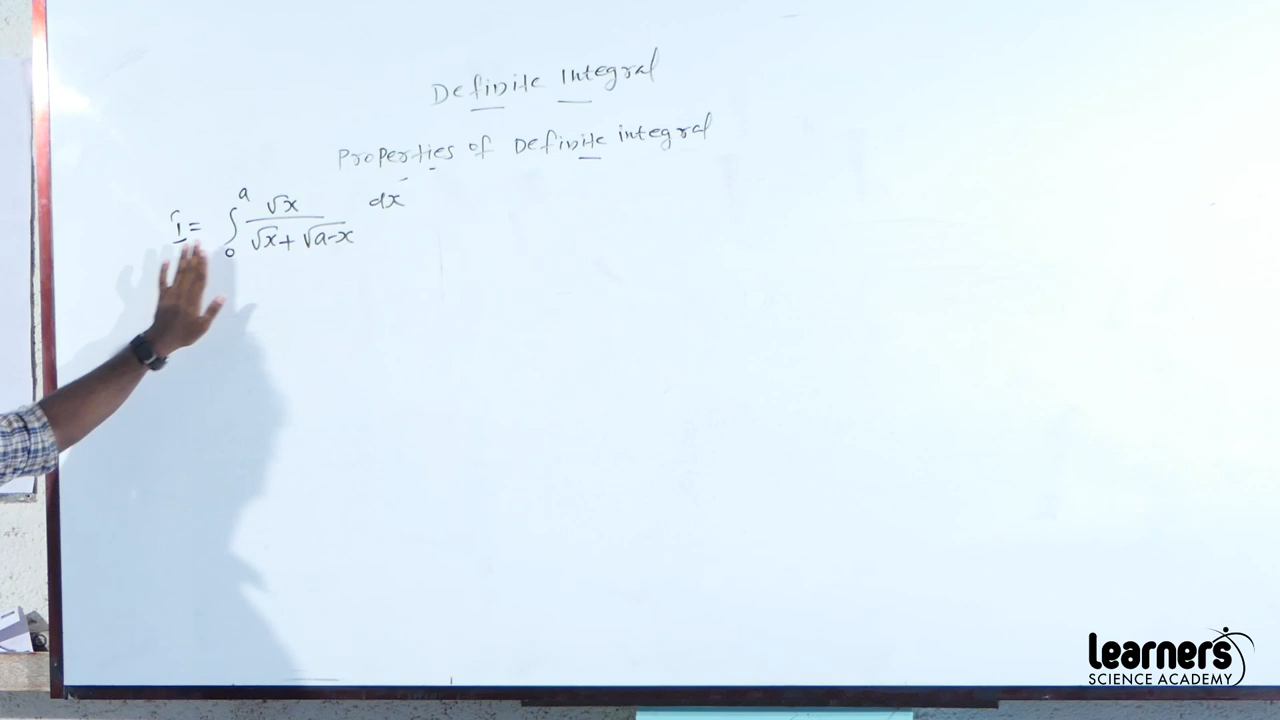 Definite Integral
Properties of Definite integral
I = ∫₀ᵃ √x / (√x + √a-x) dx
Learners
SCIENCE ACADEMY